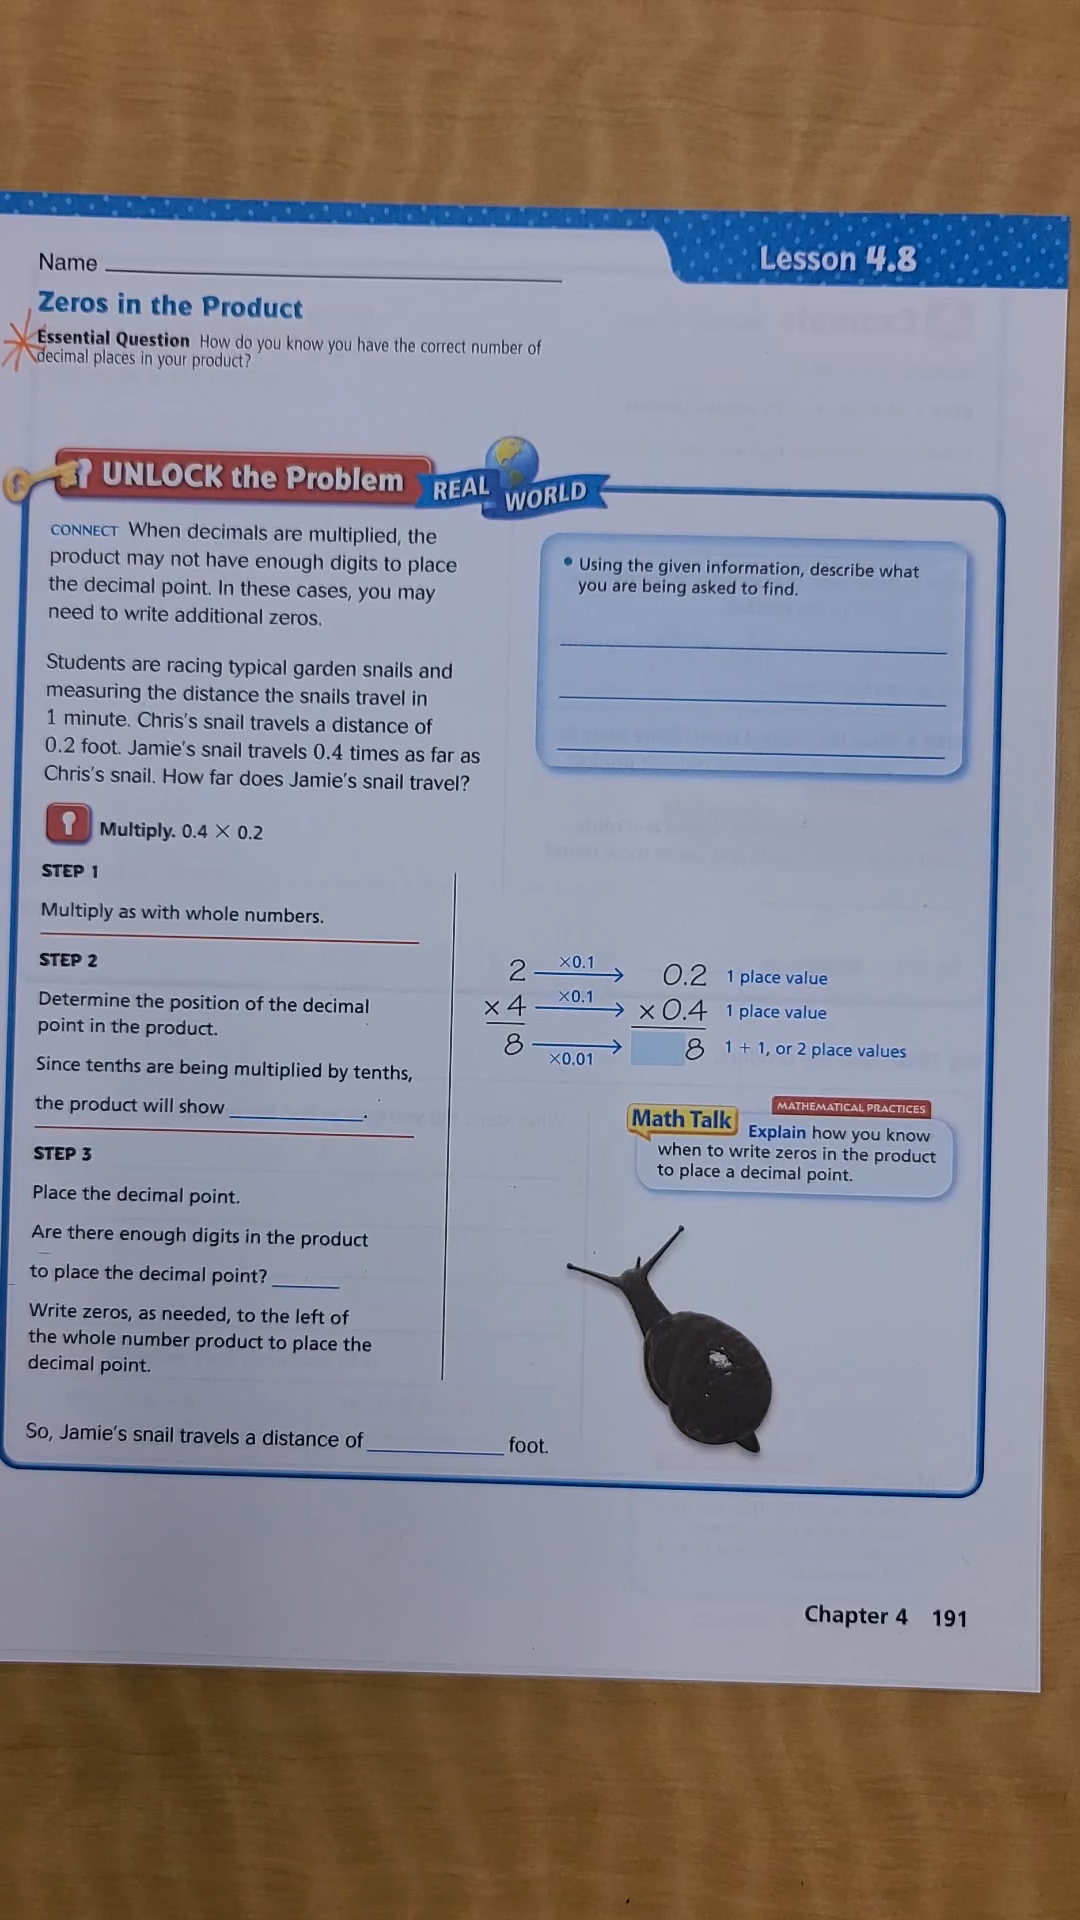 Lesson 4.8
Name
Zeros in the Product
Essential Question How do you know you have the correct number of
decimal places in your product?
UNLOCK the Problem
REAL WORLD
CONNECT When decimals are multiplied, the
product may not have enough digits to place
the decimal point. In these cases, you may
need to write additional zeros.
Students are racing typical garden snails and
measuring the distance the snails travel in
1 minute. Chris's snail travels a distance of
0.2 foot. Jamie's snail travels 0.4 times as far as
Chris's snail. How far does Jamie's snail travel?
• Using the given information, describe what
you are being asked to find.
Multiply. 0.4 × 0.2
STEP 1
Multiply as with whole numbers.
STEP 2
Determine the position of the decimal
point in the product.
Since tenths are being multiplied by tenths,
the product will show ____________.
STEP 3
Place the decimal point.
Are there enough digits in the product
to place the decimal point? ______
Write zeros, as needed, to the left of
the whole number product to place the
decimal point.
So, Jamie's snail travels a distance of ____________ foot.
2 ×0.1 → 0.2 1 place value
× 4 ×0.1 → × 0.4 1 place value
8 ×0.01 → 8 1 + 1, or 2 place values
MATHEMATICAL PRACTICES
Math Talk Explain how you know
when to write zeros in the product
to place a decimal point.
Chapter 4 191